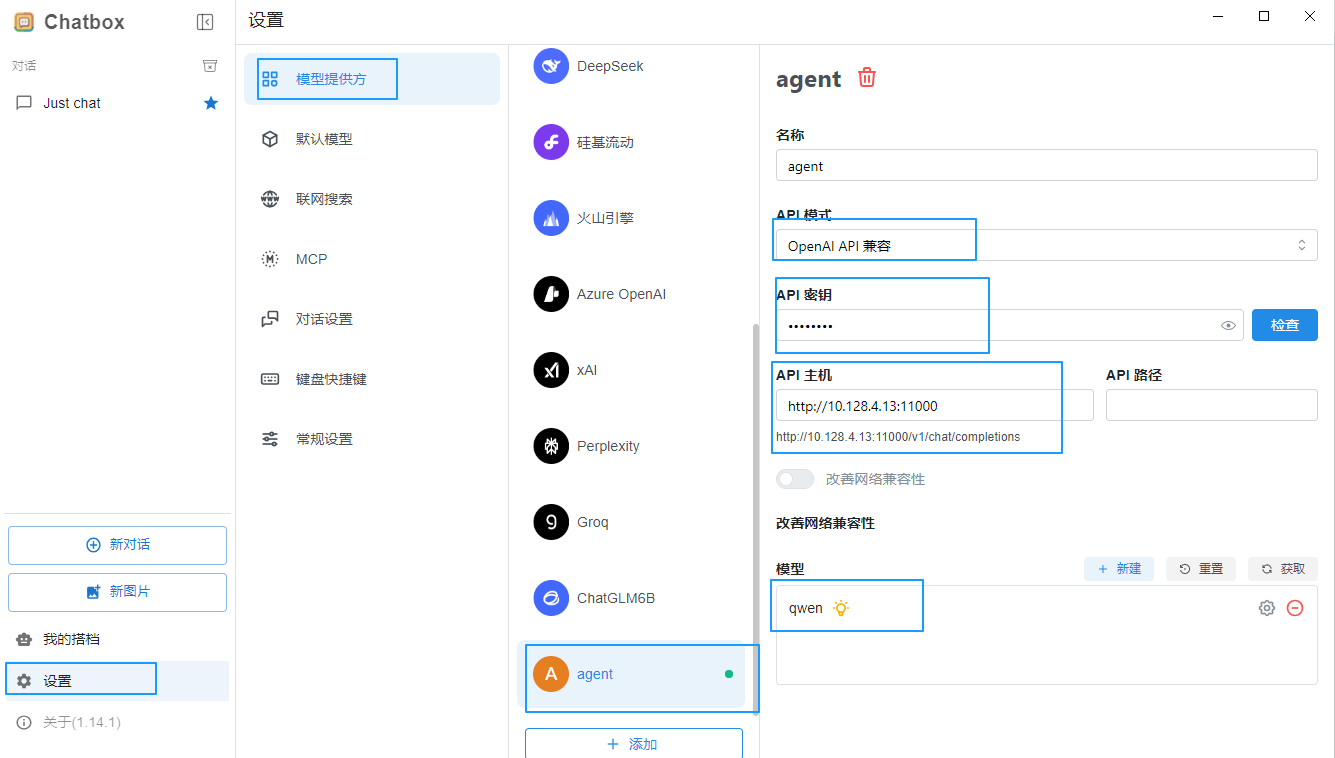 Chatbox
对话
Just chat
新对话
新图片
我的搭档
设置
关于(1.14.1)
设置
模型提供方
默认模型
联网搜索
MCP
对话设置
键盘快捷键
常规设置
DeepSeek
硅基流动
火山引擎
Azure OpenAI
xAI
Perplexity
Groq
ChatGLM6B
A agent
添加
agent
名称
agent
API 模式
OpenAI API 兼容
API 密钥
••••••••
检查
API 主机
API 路径
http://10.128.4.13:11000
http://10.128.4.13:11000/v1/chat/completions
改善网络兼容性
改善网络兼容性
模型
新建
重置
获取
qwen